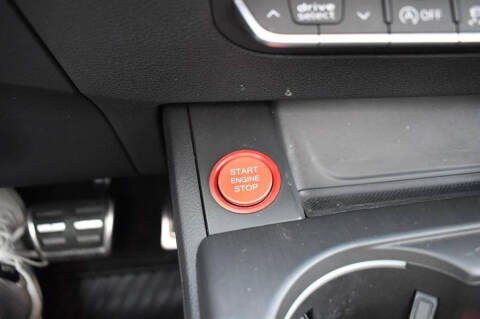 drive
select
OFF
START
ENGINE
STOP